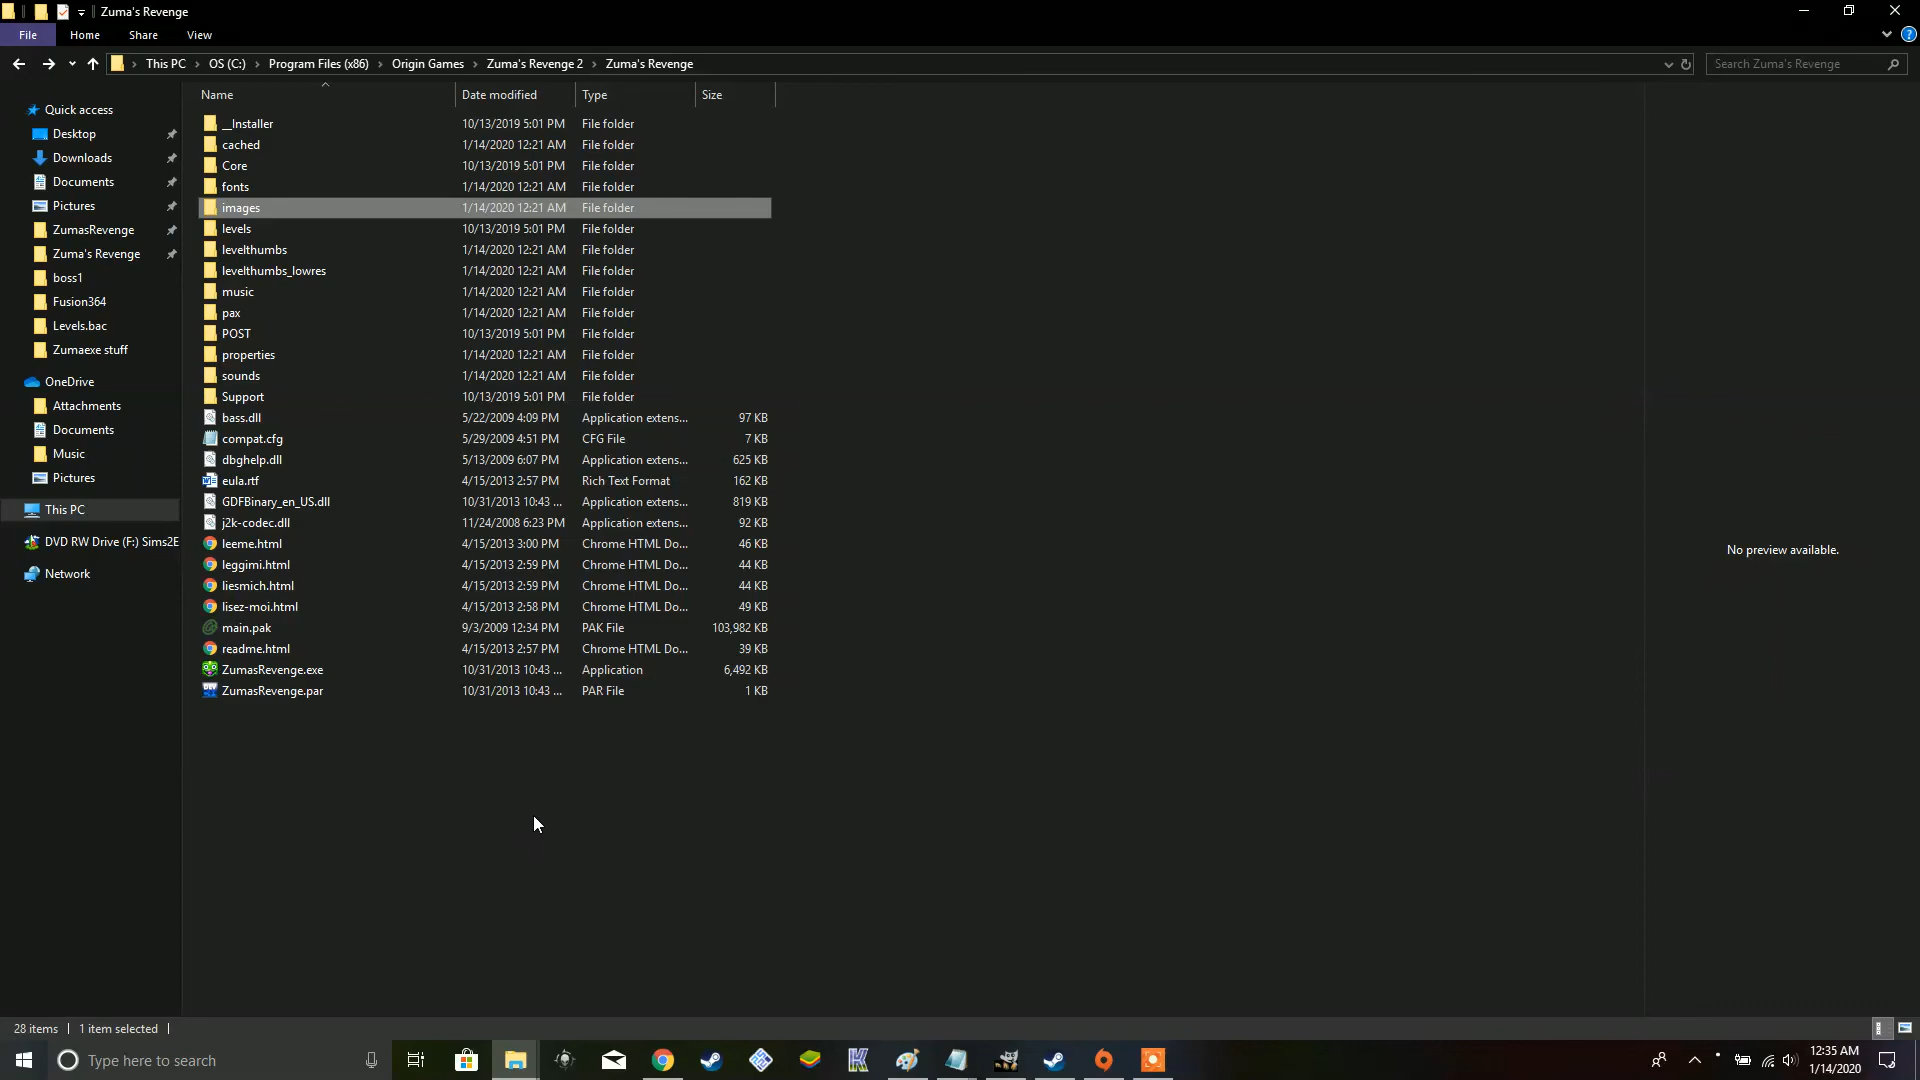 Zuma's Revenge
File Home Share View
This PC OS (C:) Program Files (x86) Origin Games Zuma's Revenge 2 Zuma's Revenge Search Zuma's Revenge
Name Date modified Type Size
Quick access
Desktop
Downloads
Documents
Pictures
ZumasRevenge
Zuma's Revenge
boss1
Fusion364
Levels.bac
Zumaexe stuff
OneDrive
Attachments
Documents
Music
Pictures
This PC
DVD RW Drive (F:) Sims2E
Network
__Installer 10/13/2019 5:01 PM File folder
cached 1/14/2020 12:21 AM File folder
Core 10/13/2019 5:01 PM File folder
fonts 1/14/2020 12:21 AM File folder
images 1/14/2020 12:21 AM File folder
levels 10/13/2019 5:01 PM File folder
levelthumbs 1/14/2020 12:21 AM File folder
levelthumbs_lowres 1/14/2020 12:21 AM File folder
music 1/14/2020 12:21 AM File folder
pax 1/14/2020 12:21 AM File folder
POST 10/13/2019 5:01 PM File folder
properties 1/14/2020 12:21 AM File folder
sounds 1/14/2020 12:21 AM File folder
Support 10/13/2019 5:01 PM File folder
bass.dll 5/22/2009 4:09 PM Application extens... 97 KB
compat.cfg 5/29/2009 4:51 PM CFG File 7 KB
dbghelp.dll 5/13/2009 6:07 PM Application extens... 625 KB
eula.rtf 4/15/2013 2:57 PM Rich Text Format 162 KB
GDFBinary_en_US.dll 10/31/2013 10:43 ... Application extens... 819 KB
j2k-codec.dll 11/24/2008 6:23 PM Application extens... 92 KB
leeme.html 4/15/2013 3:00 PM Chrome HTML Do... 46 KB
leggimi.html 4/15/2013 2:59 PM Chrome HTML Do... 44 KB
liesmich.html 4/15/2013 2:59 PM Chrome HTML Do... 44 KB
lisez-moi.html 4/15/2013 2:58 PM Chrome HTML Do... 49 KB
main.pak 9/3/2009 12:34 PM PAK File 103,982 KB
readme.html 4/15/2013 2:57 PM Chrome HTML Do... 39 KB
ZumasRevenge.exe 10/31/2013 10:43 ... Application 6,492 KB
ZumasRevenge.par 10/31/2013 10:43 ... PAR File 1 KB
No preview available.
28 items 1 item selected
Type here to search
12:35 AM
1/14/2020